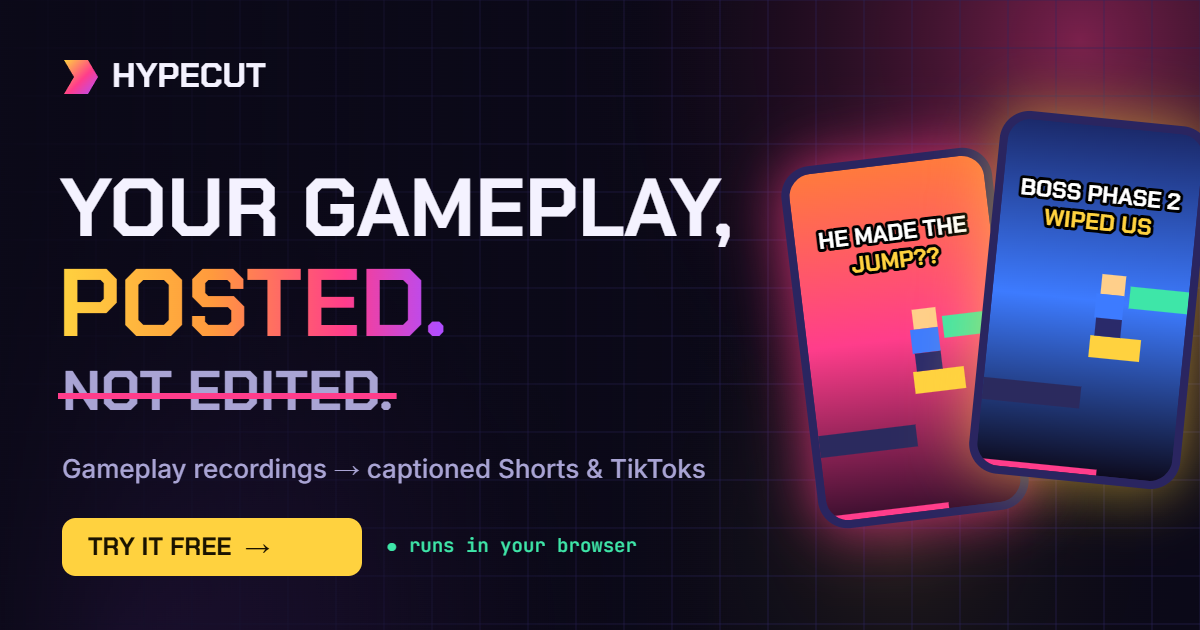 HYPECUT
YOUR GAMEPLAY,
POSTED.
NOT EDITED.
Gameplay recordings → captioned Shorts & TikToks
TRY IT FREE →
• runs in your browser
HE MADE THE
JUMP??
BOSS PHASE 2
WIPED US